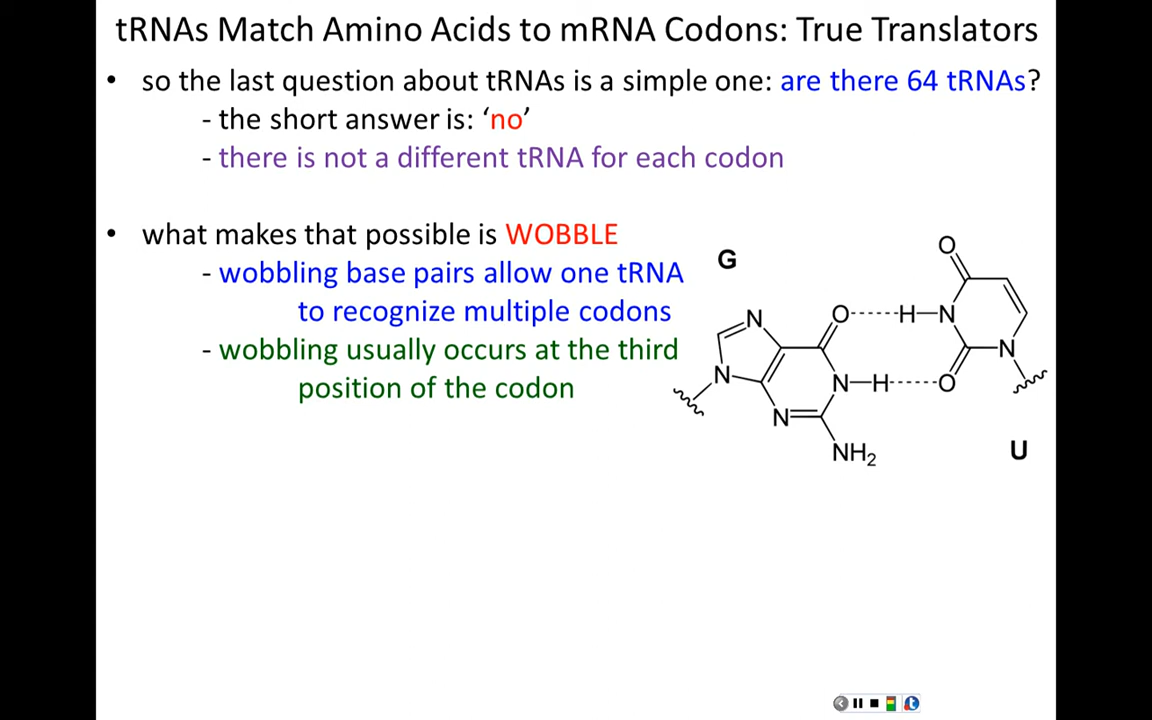 tRNAs Match Amino Acids to mRNA Codons: True Translators
• so the last question about tRNAs is a simple one: are there 64 tRNAs?
- the short answer is: ‘no’
- there is not a different tRNA for each codon
• what makes that possible is WOBBLE
- wobbling base pairs allow one tRNA
to recognize multiple codons
- wobbling usually occurs at the third
position of the codon
G
O
N
O
H—N
N
N
N—H
O
N
N
NH2
U